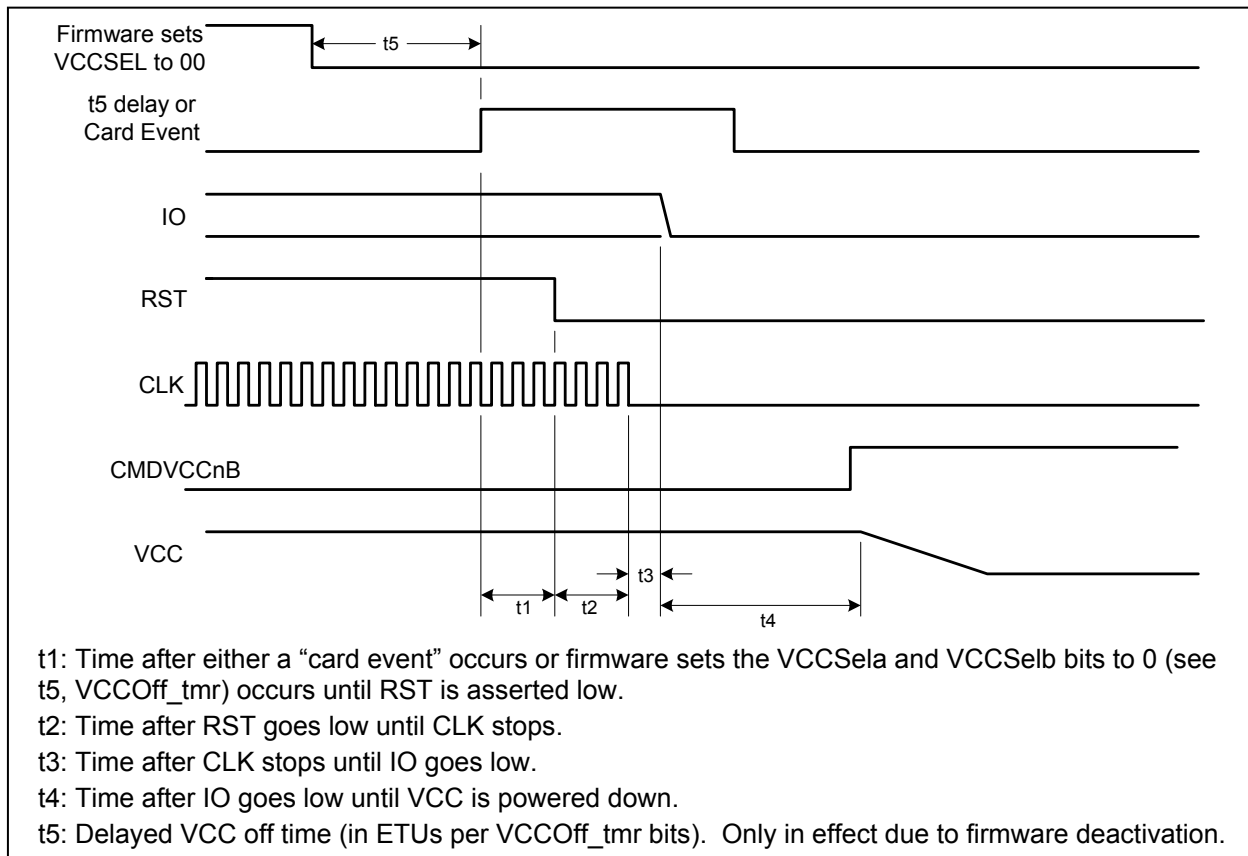 Firmware sets
VCCSEL to 00
t5
t5 delay or
Card Event
IO
RST
CLK
CMDVCCnB
VCC
t3
t1
t2
t4
t1: Time after either a “card event” occurs or firmware sets the VCCSela and VCCSelb bits to 0 (see
t5, VCCOff_tmr) occurs until RST is asserted low.
t2: Time after RST goes low until CLK stops.
t3: Time after CLK stops until IO goes low.
t4: Time after IO goes low until VCC is powered down.
t5: Delayed VCC off time (in ETUs per VCCOff_tmr bits).  Only in effect due to firmware deactivation.